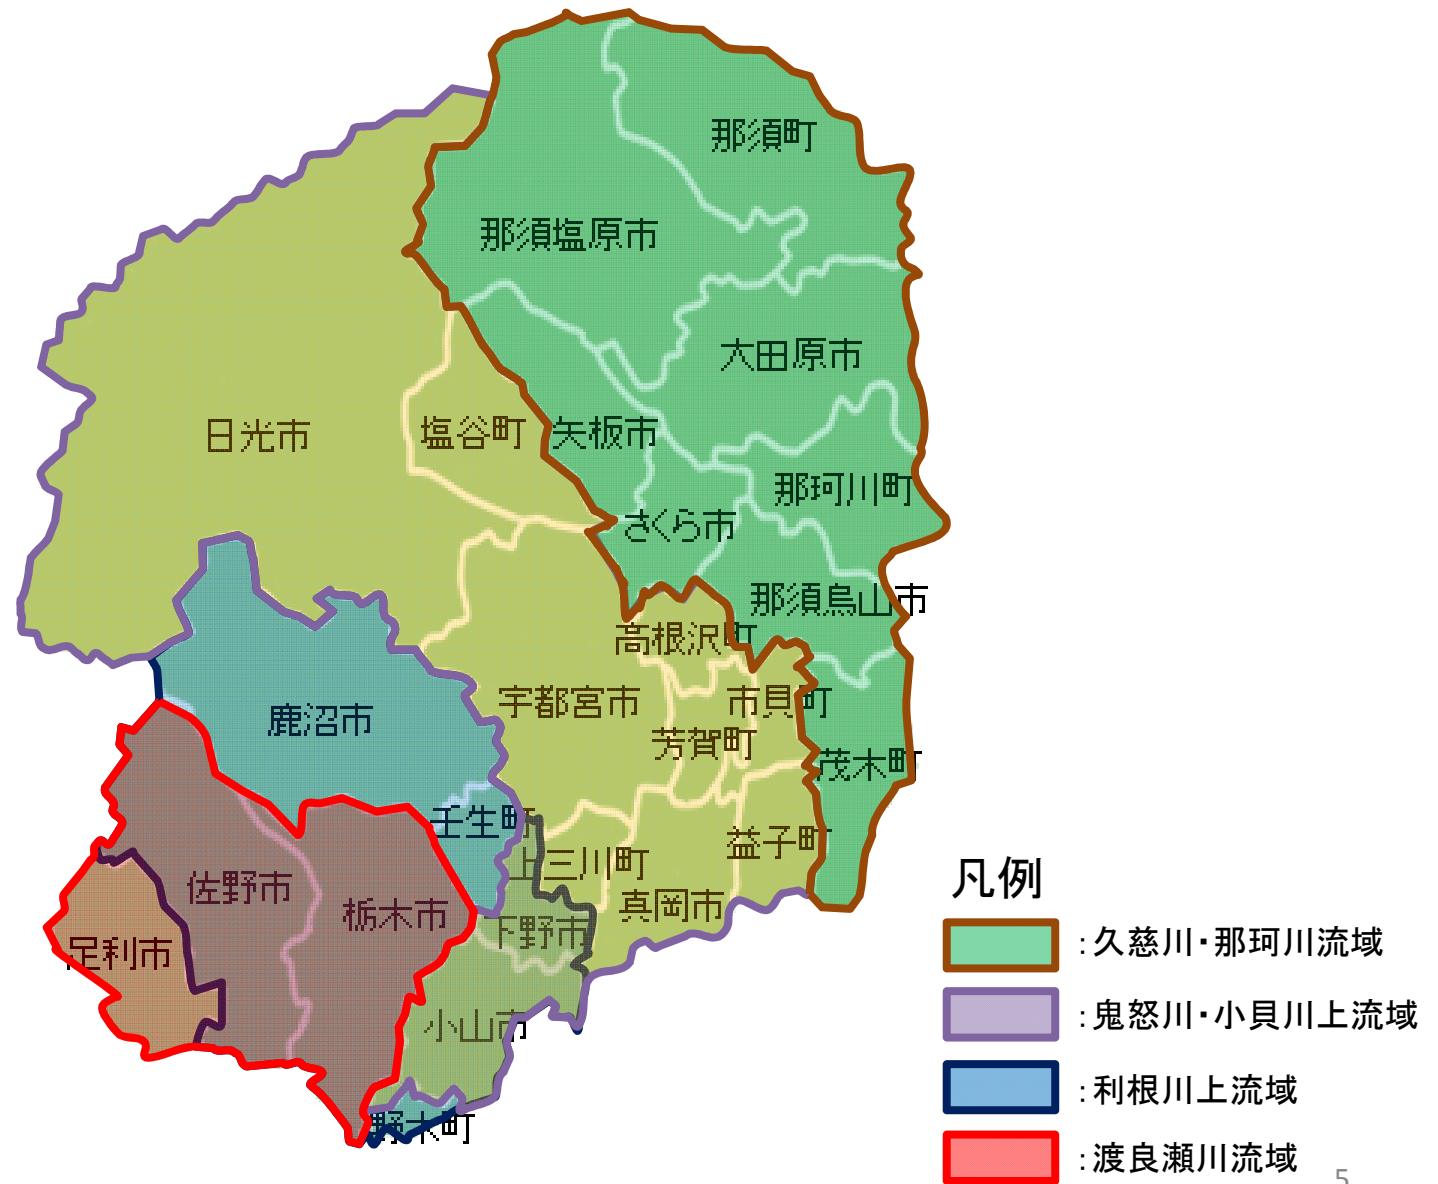 那須町
那須塩原市
大田原市
日光市
塩谷町
矢板市
那珂川町
さくら市
那須烏山市
高根沢町
宇都宮市
市貝町
鹿沼市
芳賀町
茂木町
壬生町
益子町
上三川町
佐野市
栃木市
真岡市
下野市
足利市
小山市
野木町
凡例
:久慈川・那珂川流域
:鬼怒川・小貝川上流域
:利根川上流域
:渡良瀬川流域
5